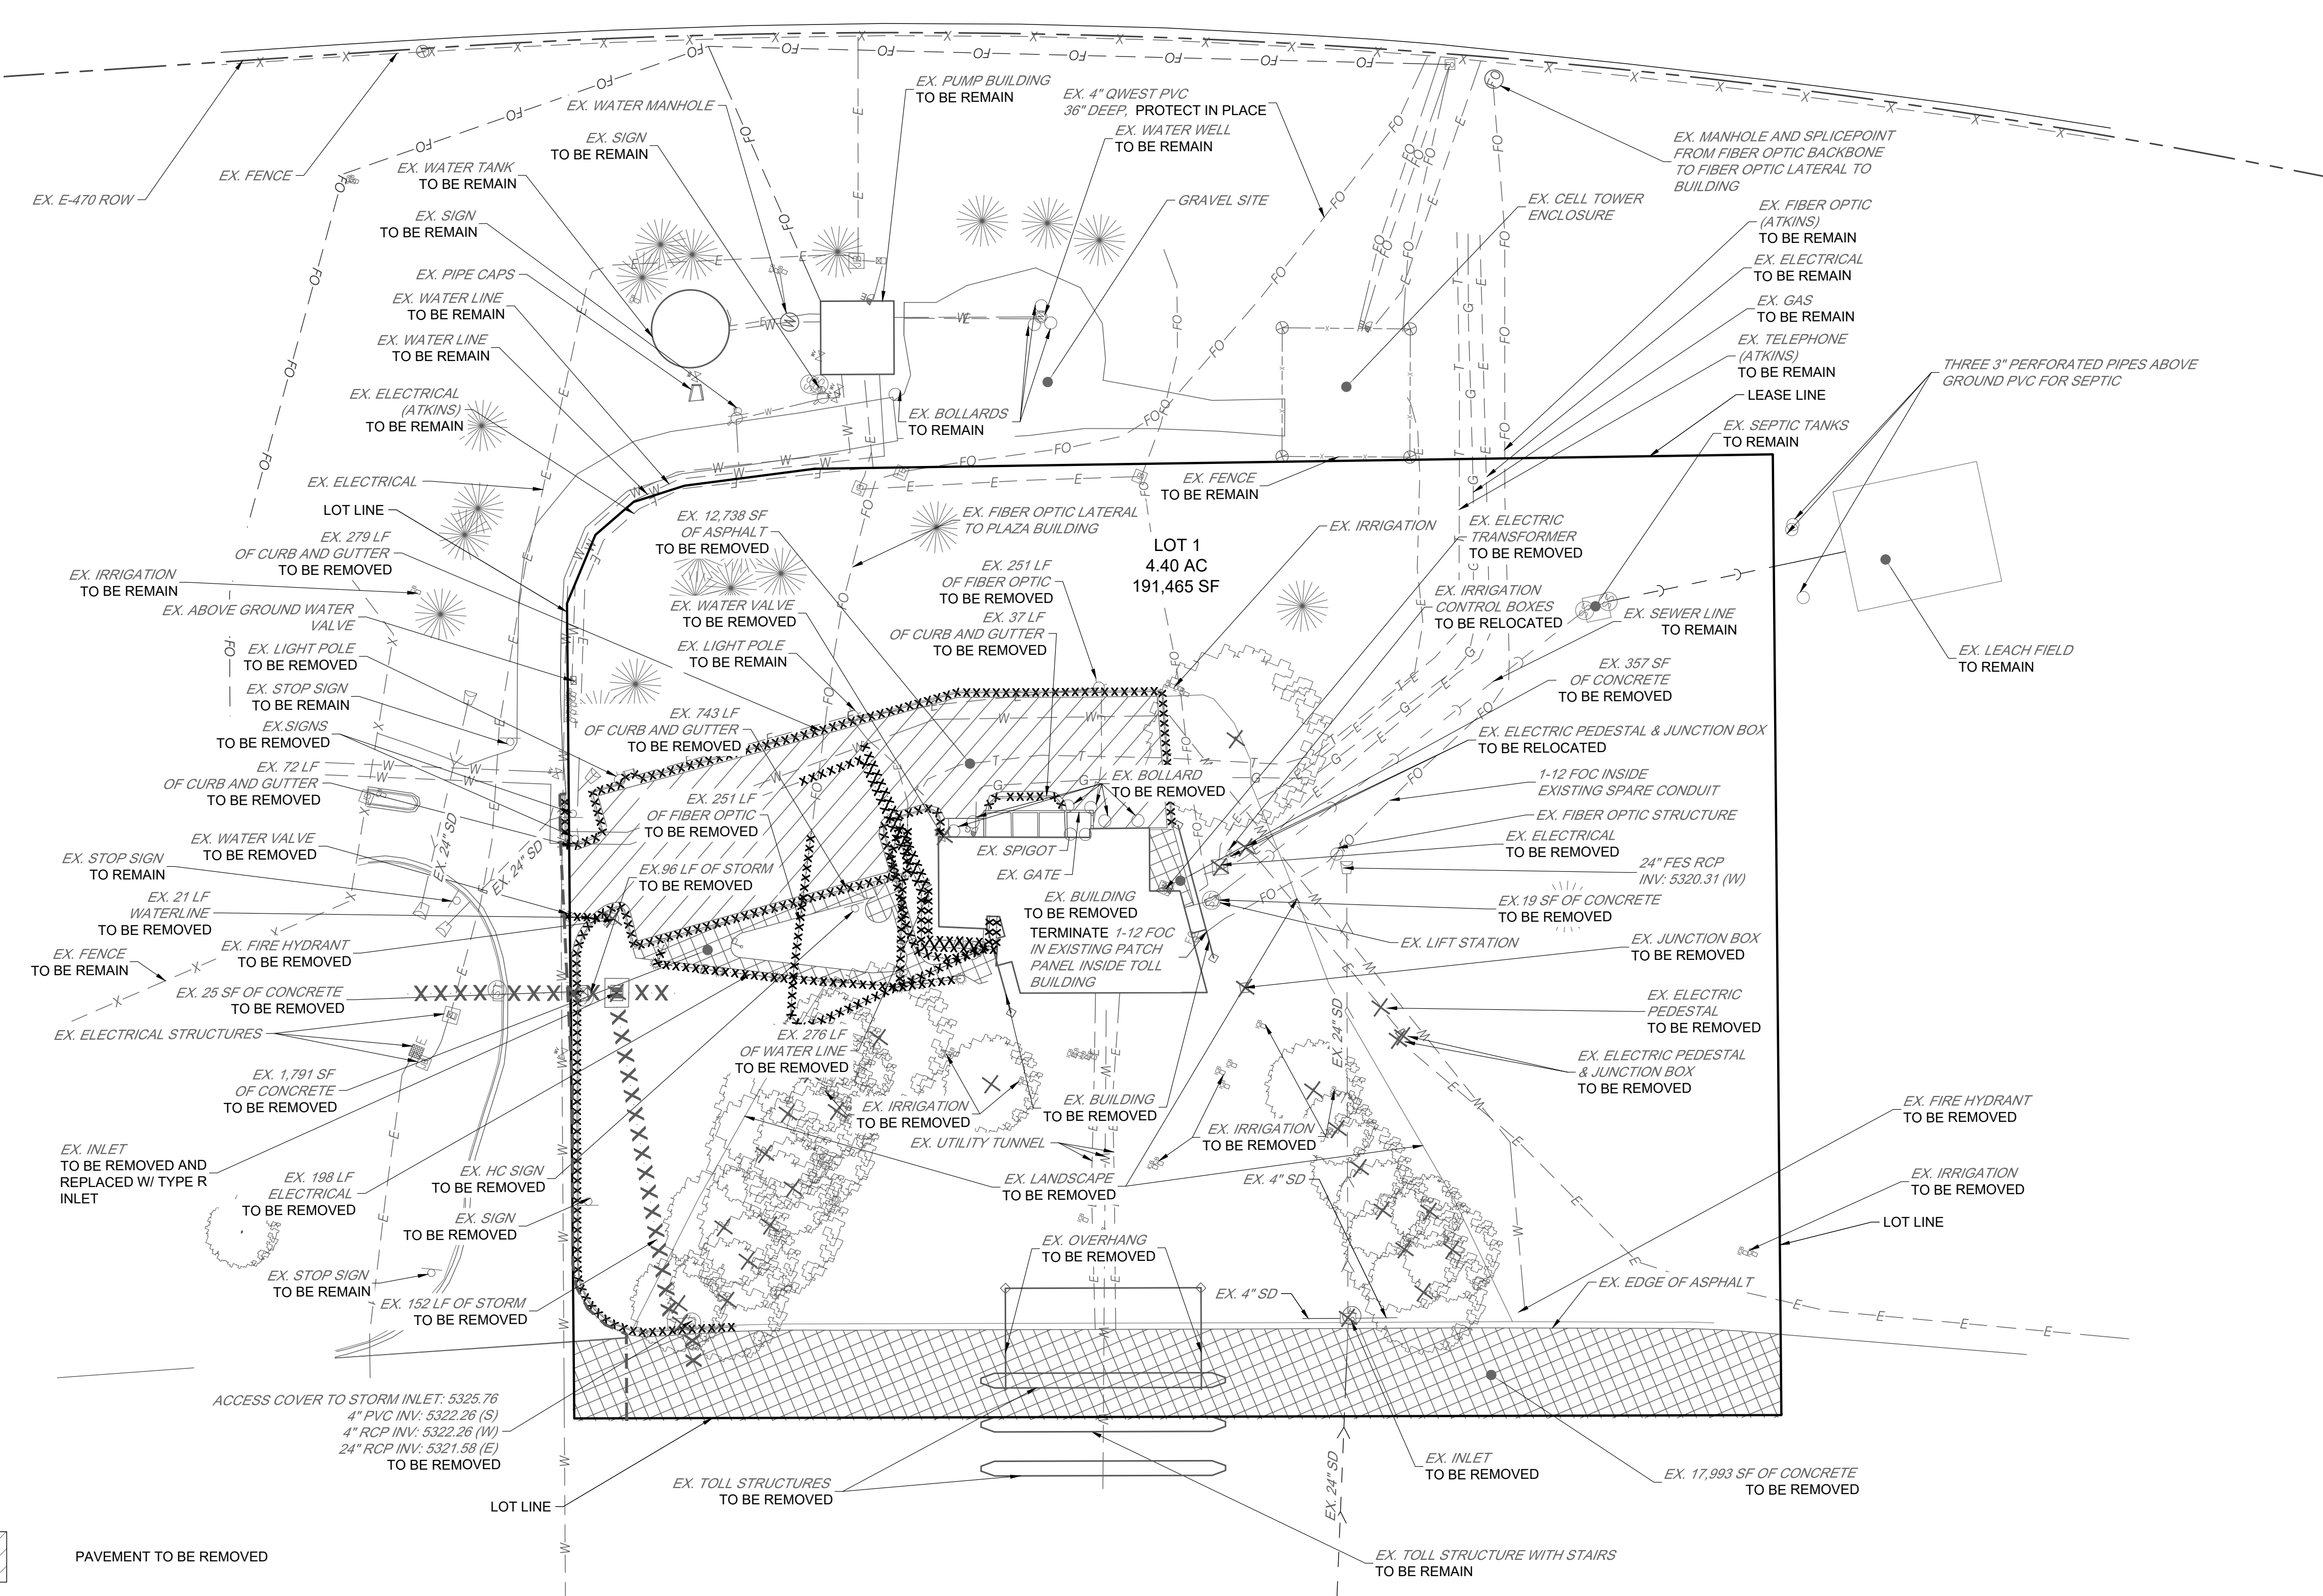 EX. E-470 ROW
EX. FENCE
EX. WATER MANHOLE
EX. SIGN
TO BE REMAIN
EX. WATER TANK
TO BE REMAIN
EX. SIGN
TO BE REMAIN
EX. PIPE CAPS
EX. WATER LINE
TO BE REMAIN
EX. WATER LINE
TO BE REMAIN
EX. ELECTRICAL
(ATKINS)
TO BE REMAIN
EX. PUMP BUILDING
TO BE REMAIN
EX. 4" QWEST PVC
36" DEEP, PROTECT IN PLACE
EX. WATER WELL
TO BE REMAIN
GRAVEL SITE
EX. BOLLARDS
TO REMAIN
EX. MANHOLE AND SPLICEPOINT
FROM FIBER OPTIC BACKBONE
TO FIBER OPTIC LATERAL TO
BUILDING
EX. CELL TOWER
ENCLOSURE
EX. FIBER OPTIC
(ATKINS)
TO BE REMAIN
EX. ELECTRICAL
TO BE REMAIN
EX. GAS
TO BE REMAIN
EX. TELEPHONE
(ATKINS)
TO BE REMAIN
LEASE LINE
THREE 3" PERFORATED PIPES ABOVE
GROUND PVC FOR SEPTIC
EX. SEPTIC TANKS
TO REMAIN
EX. FENCE
TO BE REMAIN
EX. ELECTRICAL
LOT LINE
EX. 279 LF
OF CURB AND GUTTER
TO BE REMOVED
EX. IRRIGATION
TO BE REMAIN
EX. ABOVE GROUND WATER
VALVE
EX. LIGHT POLE
TO BE REMOVED
EX. STOP SIGN
TO BE REMAIN
EX.SIGNS
TO BE REMOVED
EX. 72 LF
OF CURB AND GUTTER
TO BE REMOVED
EX. WATER VALVE
TO BE REMOVED
EX. STOP SIGN
TO REMAIN
EX. 21 LF
WATERLINE
TO BE REMOVED
EX. FENCE
TO BE REMAIN
EX. FIRE HYDRANT
TO BE REMOVED
EX. 25 SF OF CONCRETE
TO BE REMOVED
EX. ELECTRICAL STRUCTURES
EX. 1,791 SF
OF CONCRETE
TO BE REMOVED
EX. INLET
TO BE REMOVED AND
REPLACED W/ TYPE R
INLET
EX. 198 LF
ELECTRICAL
TO BE REMOVED
EX. HC SIGN
TO BE REMOVED
EX. SIGN
TO BE REMOVED
EX. STOP SIGN
TO BE REMAIN
EX. 152 LF OF STORM
TO BE REMOVED
EX. 12,738 SF
OF ASPHALT
TO BE REMOVED
EX. FIBER OPTIC LATERAL
TO PLAZA BUILDING
LOT 1
4.40 AC
191,465 SF
EX. IRRIGATION
EX. ELECTRIC
TRANSFORMER
TO BE REMOVED
EX. 251 LF
OF FIBER OPTIC
TO BE REMOVED
EX. 37 LF
OF CURB AND GUTTER
TO BE REMOVED
EX. WATER VALVE
TO BE REMOVED
EX. LIGHT POLE
TO BE REMAIN
EX. 743 LF
OF CURB AND GUTTER
TO BE REMOVED
EX. 251 LF
OF FIBER OPTIC
TO BE REMOVED
EX.96 LF OF STORM
TO BE REMOVED
EX. 24" SD
EX. 24" SD
EX. BOLLARD
TO BE REMOVED
EX. SPIGOT
EX. GATE
EX. BUILDING
TO BE REMOVED
TERMINATE 1-12 FOC
IN EXISTING PATCH
PANEL INSIDE TOLL
BUILDING
EX. IRRIGATION
CONTROL BOXES
TO BE RELOCATED
EX. SEWER LINE
TO REMAIN
EX. LEACH FIELD
TO REMAIN
EX. 357 SF
OF CONCRETE
TO BE REMOVED
EX. ELECTRIC PEDESTAL & JUNCTION BOX
TO BE RELOCATED
1-12 FOC INSIDE
EXISTING SPARE CONDUIT
EX. FIBER OPTIC STRUCTURE
EX. ELECTRICAL
TO BE REMOVED
24" FES RCP
INV: 5320.31 (W)
EX.19 SF OF CONCRETE
TO BE REMOVED
EX. LIFT STATION
EX. JUNCTION BOX
TO BE REMOVED
EX. ELECTRIC
PEDESTAL
TO BE REMOVED
EX. ELECTRIC PEDESTAL
& JUNCTION BOX
TO BE REMOVED
EX. 24" SD
EX. 276 LF
OF WATER LINE
TO BE REMOVED
EX. IRRIGATION
TO BE REMOVED
EX. BUILDING
TO BE REMOVED
EX. UTILITY TUNNEL
EX. IRRIGATION
TO BE REMOVED
EX. LANDSCAPE
TO BE REMOVED
EX. 4" SD
EX. OVERHANG
TO BE REMOVED
EX. 4" SD
EX. FIRE HYDRANT
TO BE REMOVED
EX. IRRIGATION
TO BE REMOVED
LOT LINE
EX. EDGE OF ASPHALT
ACCESS COVER TO STORM INLET: 5325.76
4" PVC INV: 5322.26 (S)
4" RCP INV: 5322.26 (W)
24" RCP INV: 5321.58 (E)
TO BE REMOVED
LOT LINE
EX. TOLL STRUCTURES
TO BE REMOVED
EX. 24" SD
EX. INLET
TO BE REMOVED
EX. 17,993 SF OF CONCRETE
TO BE REMOVED
EX. TOLL STRUCTURE WITH STAIRS
TO BE REMAIN
PAVEMENT TO BE REMOVED